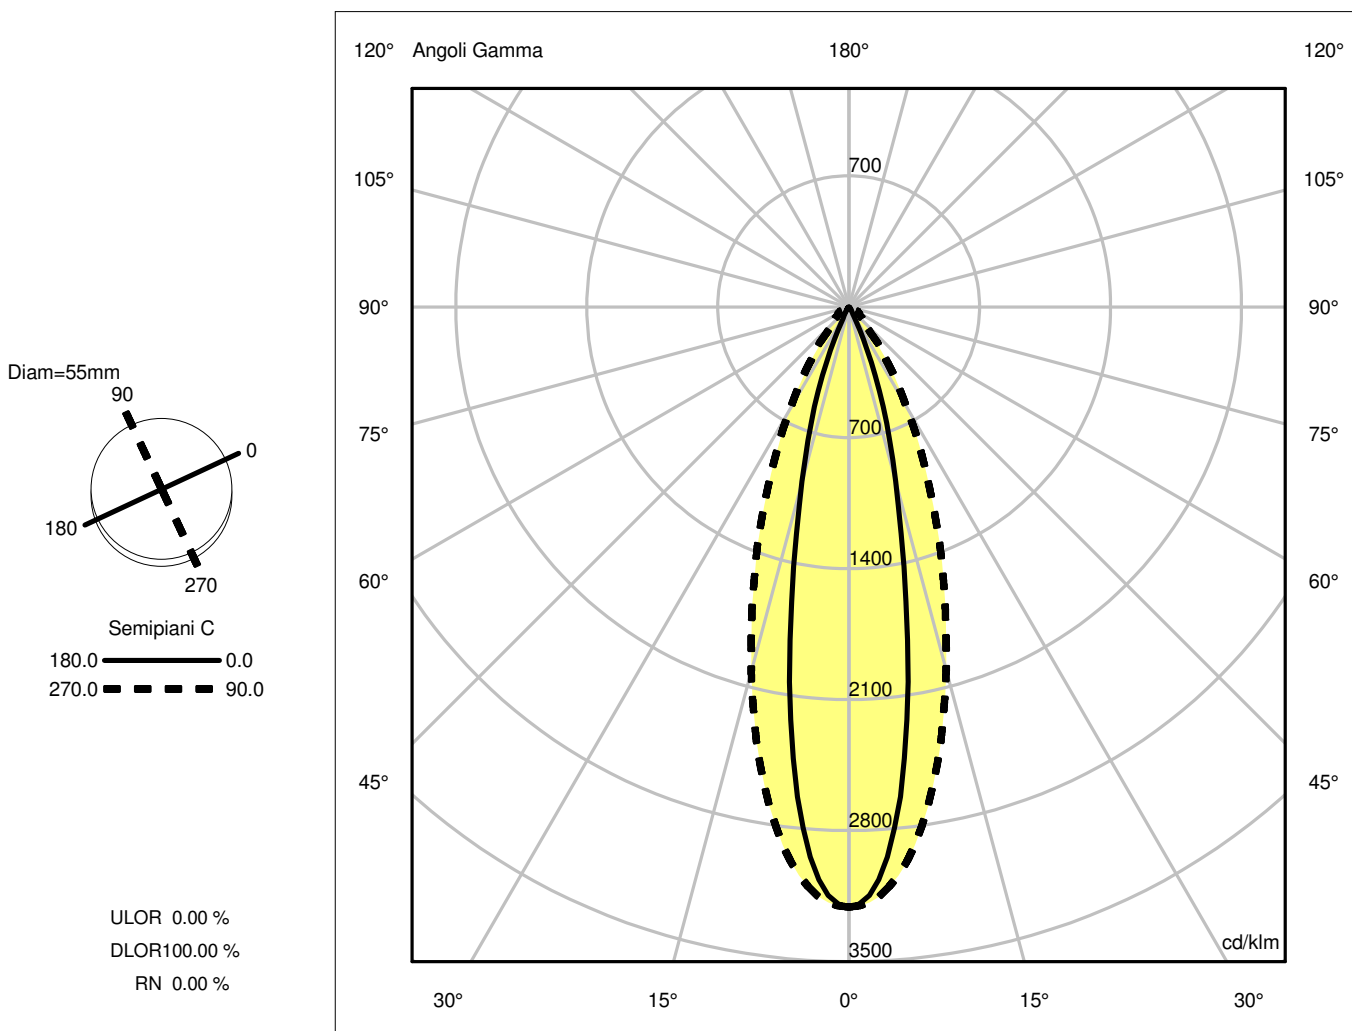 120° Angoli Gamma 180° 120°
700
105° 105°
90° 90°
Diam=55mm
90
0
180
270
700
75° 75°
1400
60° 60°
Semipiani C
180.0 0.0
270.0 90.0
2100
45° 45°
2800
ULOR 0.00 %
DLOR100.00 %
RN 0.00 %
cd/klm
3500
30° 15° 0° 15° 30°